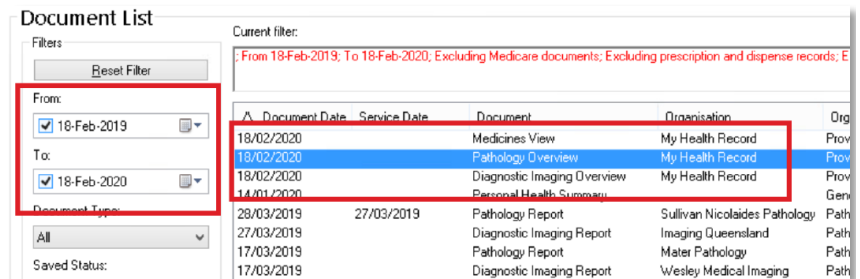 Document List
Filters
Reset Filter
From:
18-Feb-2019
To:
18-Feb-2020
Document Type:
All
Saved Status:
Current filter:
; From 18-Feb-2019; To 18-Feb-2020; Excluding Medicare documents; Excluding prescription and dispense records; E
Document Date Service Date Document Organisation Org
18/02/2020 Medicines View My Health Record Prov
18/02/2020 Pathology Overview My Health Record Prov
18/02/2020 Diagnostic Imaging Overview My Health Record Prov
14/01/2020 Personal Health Summary Gen
28/03/2019 27/03/2019 Pathology Report Sullivan Nicolaides Pathology Path
27/03/2019 Diagnostic Imaging Report Imaging Queensland Path
17/03/2019 Pathology Report Mater Pathology Path
17/03/2019 Diagnostic Imaging Report Wesley Medical Imaging Path